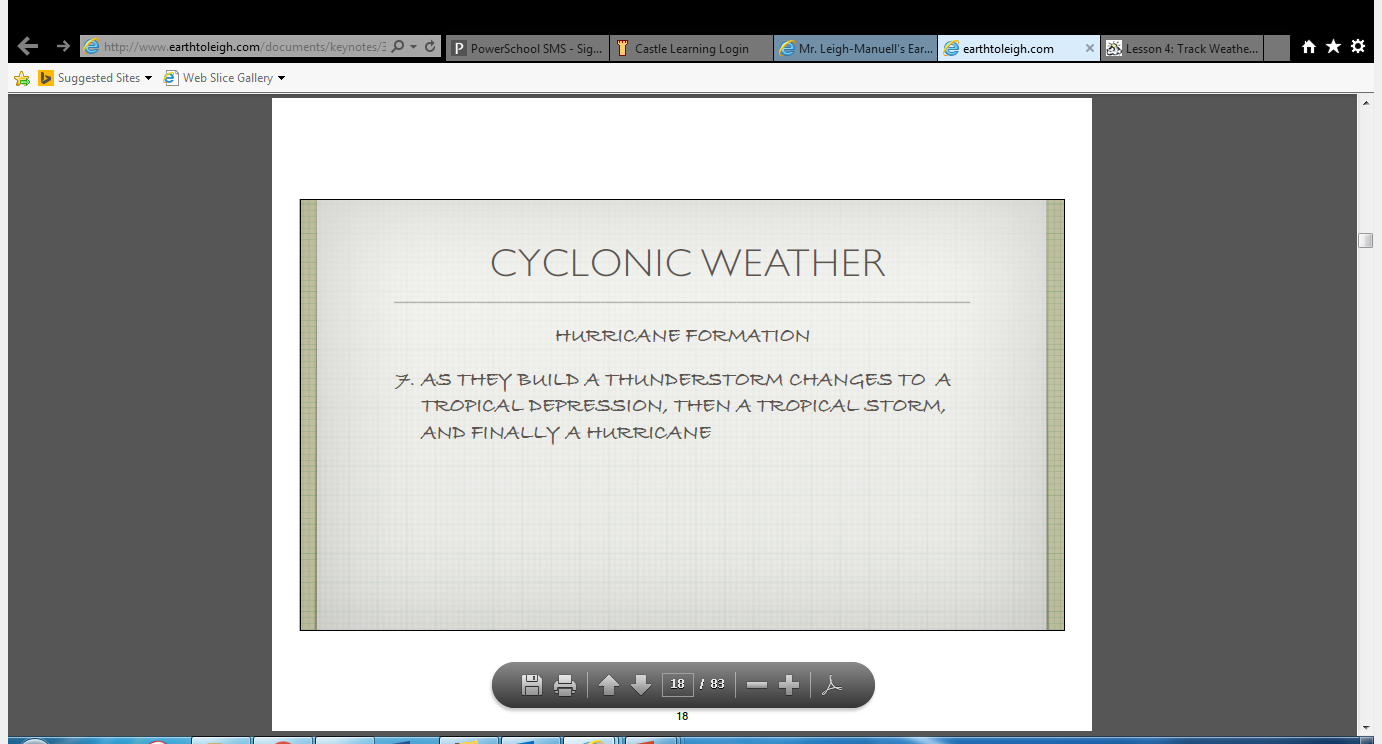 http://www.earthtoleigh.com/documents/keynotes/3
PowerSchool SMS - Sig...
Castle Learning Login
Mr. Leigh-Manuell's Ear...
earthtoleigh.com
Lesson 4: Track Weathe...
Suggested Sites
Web Slice Gallery
CYCLONIC WEATHER
HURRICANE FORMATION
7. AS THEY BUILD A THUNDERSTORM CHANGES TO A
TROPICAL DEPRESSION, THEN A TROPICAL STORM,
AND FINALLY A HURRICANE
18 / 83
18